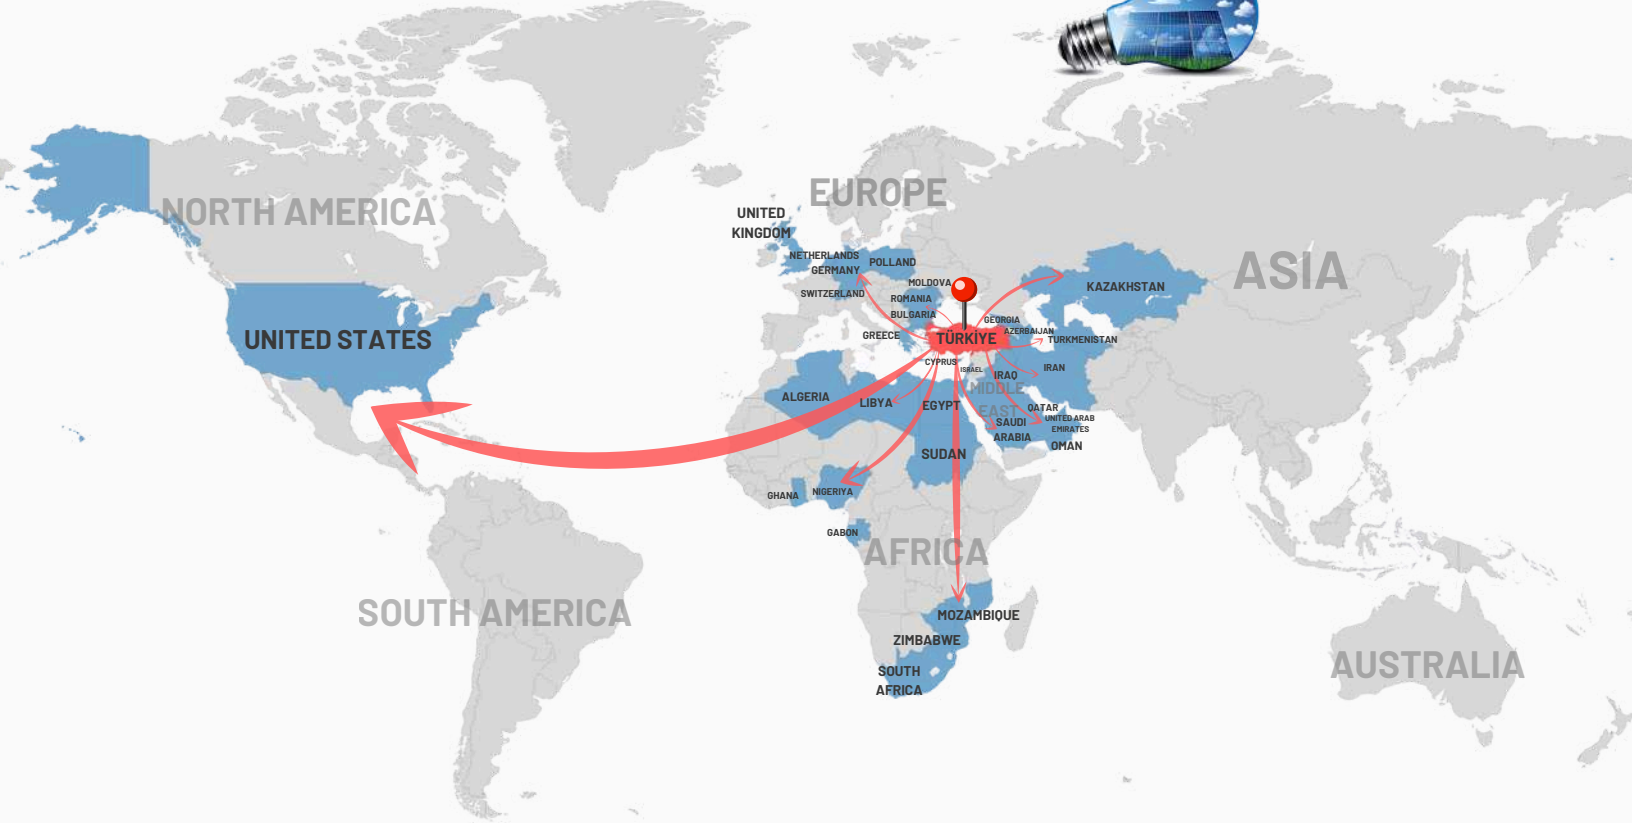 NORTH AMERICA
UNITED STATES
SOUTH AMERICA
EUROPE
UNITED
KINGDOM
NETHERLANDS
GERMANY
POLLAND
SWITZERLAND
MOLDOVA
ROMANIA
BULGARIA
GREECE
TÜRKİYE
GEORGIA
AZERBAIJAN
TURKMENISTAN
KAZAKHSTAN
ASIA
CYPRUS
ISRAEL
IRAQ
IRAN
MIDDLE
EAST
QATAR
UNITED ARAB
EMIRATES
SAUDI
ARABIA
OMAN
ALGERIA
LIBYA
EGYPT
SUDAN
GHANA
NIGERIYA
GABON
AFRICA
MOZAMBIQUE
ZIMBABWE
SOUTH
AFRICA
AUSTRALIA